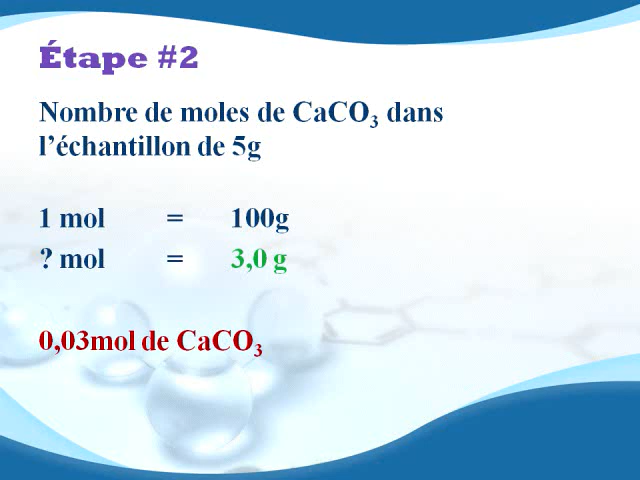 Étape #2
Nombre de moles de CaCO₃ dans
l’échantillon de 5g
1 mol = 100g
? mol = 3,0 g
0,03mol de CaCO₃